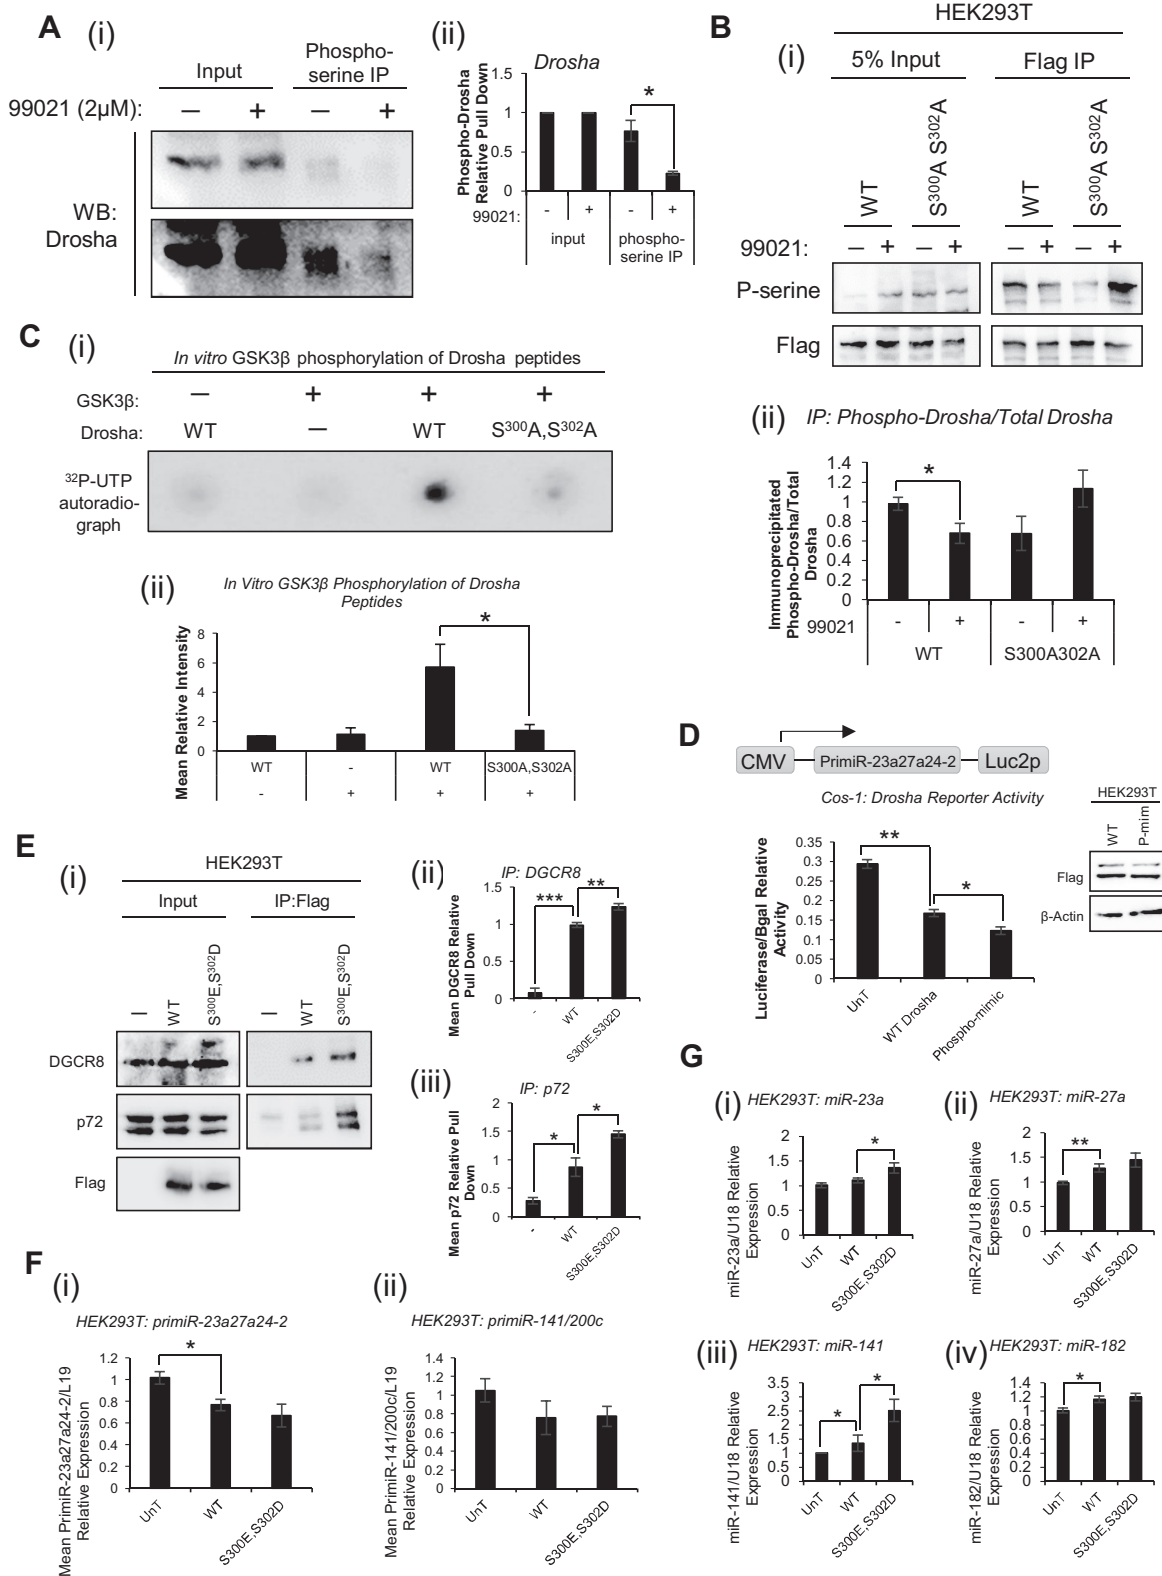 A
(i)
Input
Phospho-
serine IP
99021 (2µM):
– + – +
WB:
Drosha
(ii)
Drosha
Phospho-Drosha
Relative Pull Down
1.5
1
0.5
0
*
99021:
- + - +
input
phospho-
serine IP
B
HEK293T
(i)
5% Input
Flag IP
WT
S300A S302A
WT
S300A S302A
99021:
– + – + – + – +
P-serine
Flag
(ii)
IP: Phospho-Drosha/Total Drosha
Immunoprecipitated
Phospho-Drosha/Total
Drosha
1.4
1.2
1
0.8
0.6
0.4
0.2
0
*
99021
- + - +
WT
S300A302A
C
(i)
In vitro GSK3β phosphorylation of Drosha peptides
GSK3β: – + + +
Drosha: WT – WT S300A,S302A
32P-UTP
autoradio-
graph
(ii)
In Vitro GSK3β Phosphorylation of Drosha
Peptides
Mean Relative Intensity
8
6
4
2
0
*
WT - WT S300A,S302A
- + + +
D
CMV
PrimiR-23a27a24-2
Luc2p
Cos-1: Drosha Reporter Activity
Luciferase/Bgal Relative
Activity
0.35
0.3
0.25
0.2
0.15
0.1
0.05
0
**
*
UnT
WT Drosha
Phospho-mimic
HEK293T
WT
P-mim
Flag
β-Actin
E
(i)
HEK293T
Input
IP:Flag
–
WT
S300E,S302D
–
WT
S300E,S302D
DGCR8
p72
Flag
(ii)
IP: DGCR8
Mean DGCR8 Relative
Pull Down
1.5
1
0.5
0
***
**
-
WT
S300E,S302D
(iii)
IP: p72
Mean p72 Relative Pull
Down
2
1.5
1
0.5
0
*
*
-
WT
S300E,S302D
F
(i)
HEK293T: primiR-23a27a24-2
Mean PrimiR-23a27a24-2/L19
Relative Expression
1.2
1
0.8
0.6
0.4
0.2
0
*
UnT
WT
S300E,S302D
(ii)
HEK293T: primiR-141/200c
Mean PrimiR-141/200c/L19
Relative Expression
1.4
1.2
1
0.8
0.6
0.4
0.2
0
UnT
WT
S300E,S302D
G
(i)
HEK293T: miR-23a
miR-23a/U18 Relative
Expression
2
1.5
1
0.5
0
*
UnT
WT
S300E,S302D
(ii)
HEK293T: miR-27a
miR-27a/U18 Relative
Expression
2
1.5
1
0.5
0
**
UnT
WT
S300E,S302D
(iii)
HEK293T: miR-141
miR-141/U18 Relative
Expression
3.5
3
2.5
2
1.5
1
0.5
0
*
*
UnT
WT
S300E,S302D
(iv)
HEK293T: miR-182
miR-182/U18 Relative
Expression
1.4
1.2
1
0.8
0.6
0.4
0.2
0
*
UnT
WT
S300E,S302D